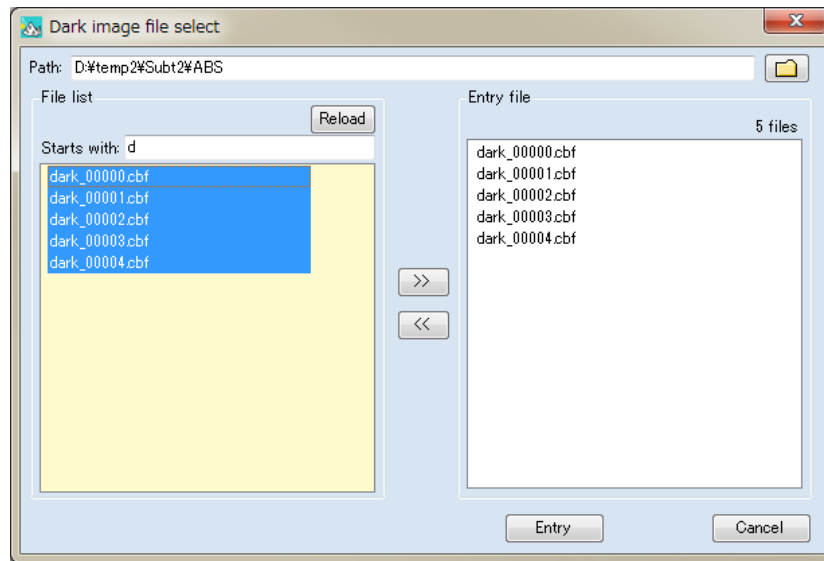 Dark image file select
Path: D:¥temp2¥Subt2¥ABS
File list
Reload
Starts with: d
dark_00000.cbf
dark_00001.cbf
dark_00002.cbf
dark_00003.cbf
dark_00004.cbf
>>
<<
Entry file
5 files
dark_00000.cbf
dark_00001.cbf
dark_00002.cbf
dark_00003.cbf
dark_00004.cbf
Entry
Cancel